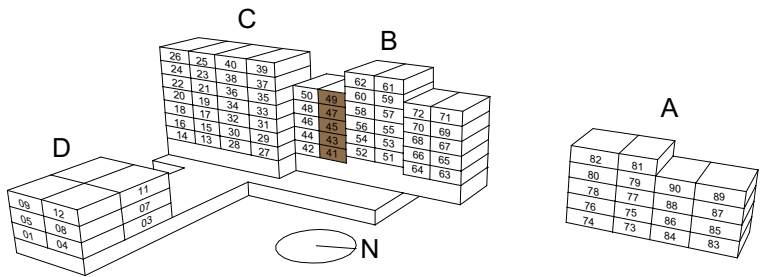 C
B
A
D
N
26 25 40 39
24 23 38 37
22 21 36 35
20 19 34 33
18 17 32 31
16 15 30 29
14 13 28 27
50 49
48 47
46 45
44 43
42 41
62 61
60 59
58 57
56 55
54 53
52 51
72 71
70 69
68 67
66 65
64 63
82 81
80 79 90 89
78 77 88 87
76 75 86 85
74 73 84 83
11
09 12 07
05 08 03
01 04